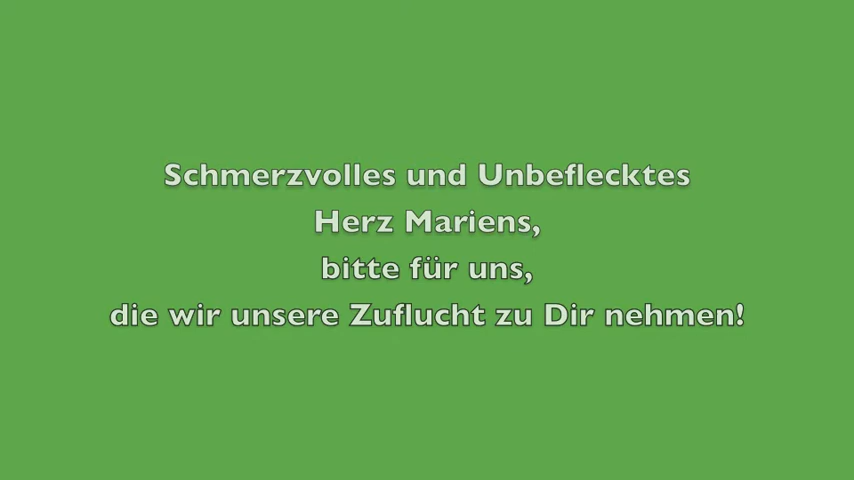 Schmerzvolles und Unbeflecktes
Herz Mariens,
bitte für uns,
die wir unsere Zuflucht zu Dir nehmen!